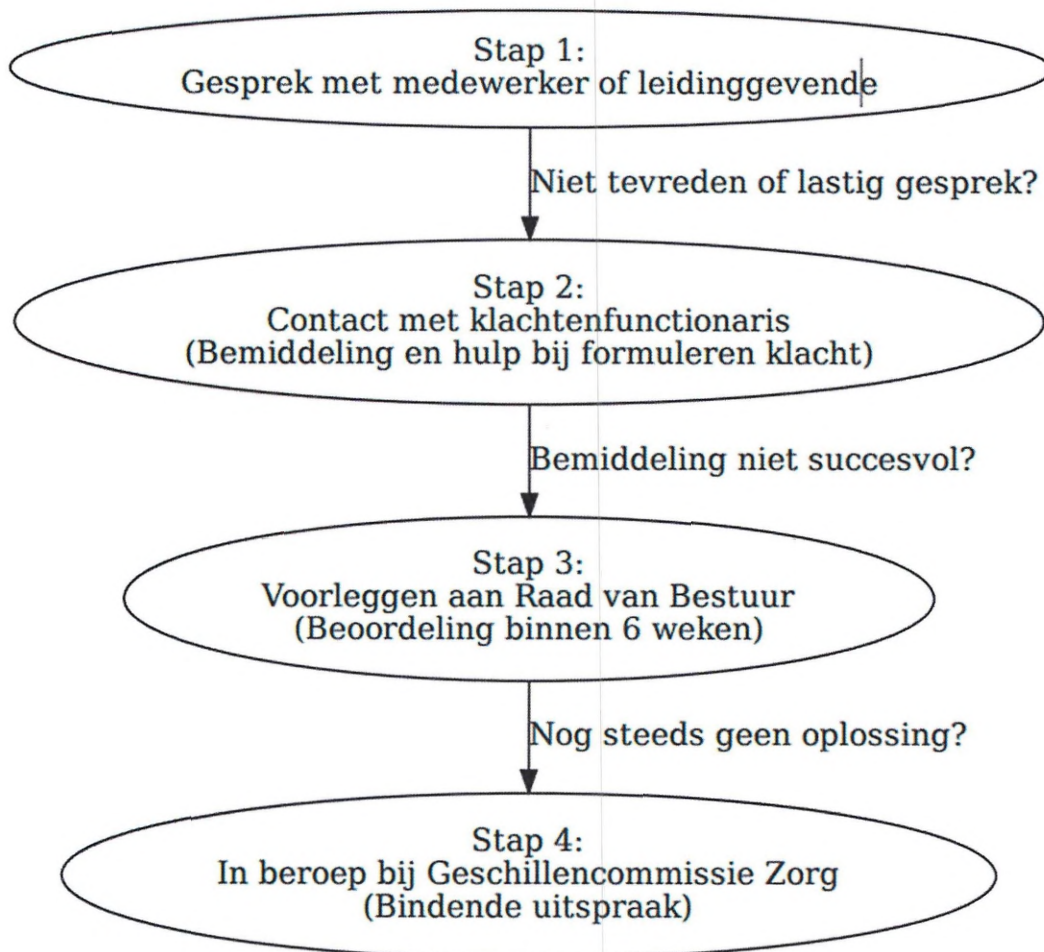 Stap 1:
Gesprek met medewerker of leidinggevende
Niet tevreden of lastig gesprek?
Stap 2:
Contact met klachtenfunctionaris
(Bemiddeling en hulp bij formuleren klacht)
Bemiddeling niet succesvol?
Stap 3:
Voorleggen aan Raad van Bestuur
(Beoordeling binnen 6 weken)
Nog steeds geen oplossing?
Stap 4:
In beroep bij Geschillencommissie Zorg
(Bindende uitspraak)